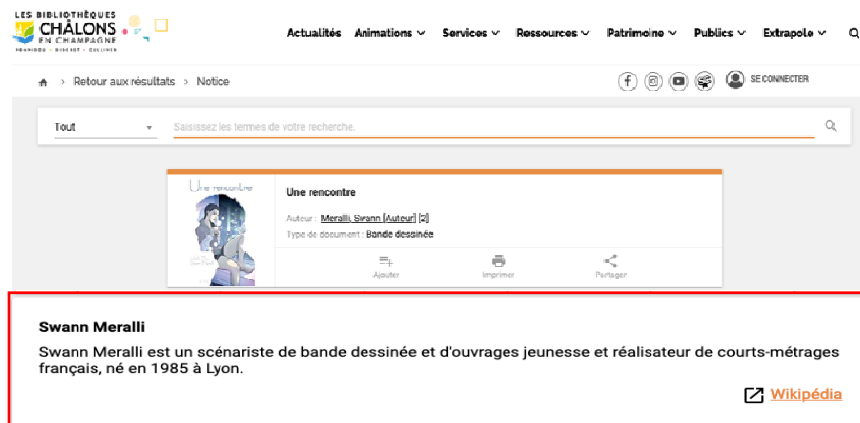 LES BIBLIOTHÈQUES
CHÂLONS
EN CHAMPAGNE
Actualités Animations Services Ressources Patrimoine Publics Extrapole
> Retour aux résultats > Notice
SE CONNECTER
Tout Saisissez les termes de votre recherche.
Une rencontre
Une rencontre
Auteur : Meralli, Swann [Auteur] [2]
Type de document : Bande dessinée
Ajouter Imprimer Partager
Swann Meralli
Swann Meralli est un scénariste de bande dessinée et d'ouvrages jeunesse et réalisateur de courts-métrages
français, né en 1985 à Lyon.
Wikipédia